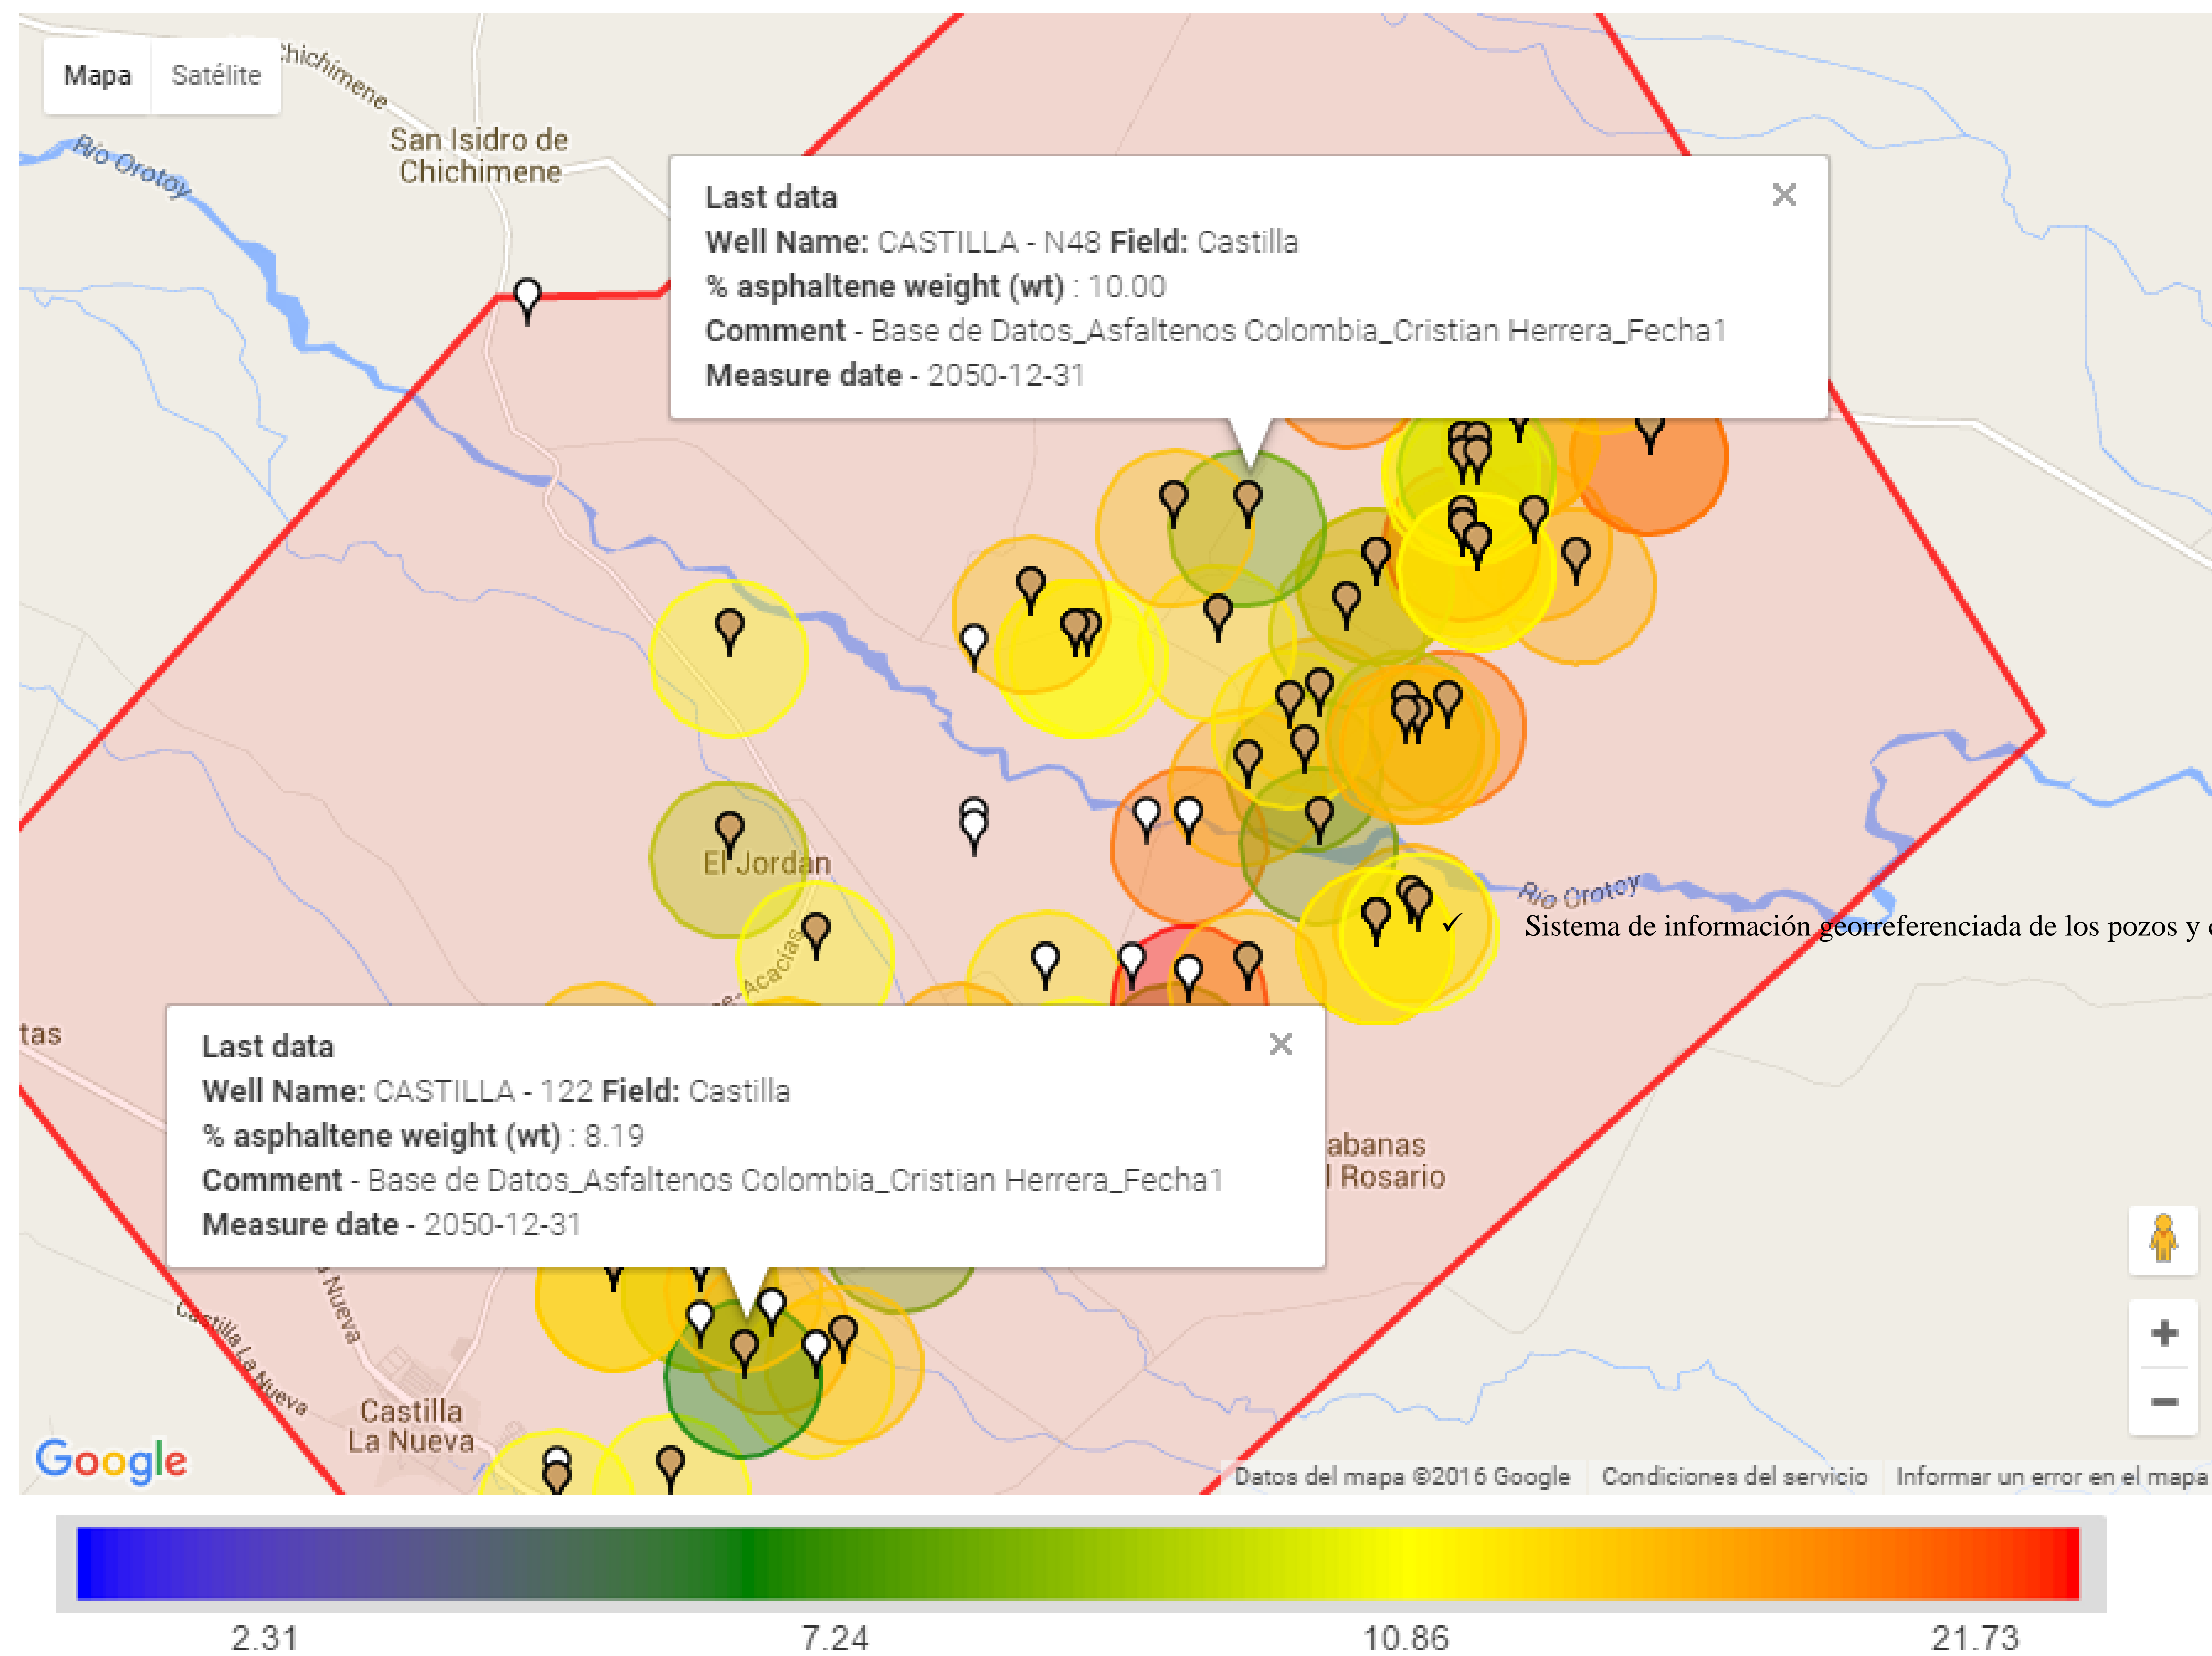 Mapa Satélite
Chichimene
Río Orotoy
San Isidro de
Chichimene
Last data
Well Name: CASTILLA - N48 Field: Castilla
% asphaltene weight (wt) : 10.00
Comment - Base de Datos_Asfaltenos Colombia_Cristian Herrera_Fecha1
Measure date - 2050-12-31
El Jordan
Río Orotoy
✓ Sistema de información georreferenciada de los pozos y
e-Acacías
tas
Last data
Well Name: CASTILLA - 122 Field: Castilla
% asphaltene weight (wt) : 8.19
Comment - Base de Datos_Asfaltenos Colombia_Cristian Herrera_Fecha1
Measure date - 2050-12-31
abanas
l Rosario
Nueva
Castilla La Nueva
Castilla
La Nueva
Google
Datos del mapa ©2016 Google Condiciones del servicio Informar un error en el mapa
2.31 7.24 10.86 21.73